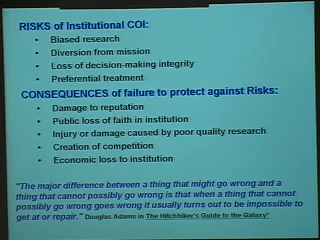 RISKS of Institutional COI:
• Biased research
• Diversion from mission
• Loss of decision-making integrity
• Preferential treatment
CONSEQUENCES of failure to protect against Risks:
• Damage to reputation
• Public loss of faith in institution
• Injury or damage caused by poor quality research
• Creation of competition
• Economic loss to institution
"The major difference between a thing that might go wrong and a
thing that cannot possibly go wrong is that when a thing that cannot
possibly go wrong goes wrong it usually turns out to be impossible to
get at or repair." Douglas Adams in The Hitchhiker's Guide to the Galaxy"